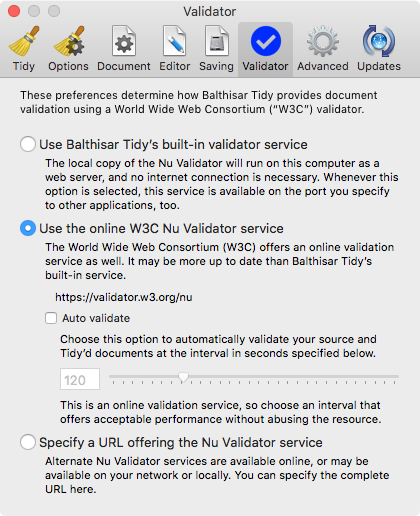 Validator
Tidy Options Document Editor Saving Validator Advanced Updates
These preferences determine how Balthisar Tidy provides document
validation using a World Wide Web Consortium (“W3C”) validator.
Use Balthisar Tidy’s built-in validator service
The local copy of the Nu Validator will run on this computer as a
web server, and no internet connection is necessary. Whenever this
option is selected, this service is available on the port you specify
to other applications, too.
Use the online W3C Nu Validator service
The World Wide Web Consortium (W3C) offers an online validation
service as well. It may be more up to date than Balthisar Tidy’s
built-in service.
https://validator.w3.org/nu
Auto validate
Choose this option to automatically validate your source and
Tidy’d documents at the interval in seconds specified below.
120
This is an online validation service, so choose an interval that
offers acceptable performance without abusing the resource.
Specify a URL offering the Nu Validator service
Alternate Nu Validator services are available online, or may be
available on your network or locally. You can specify the complete
URL here.